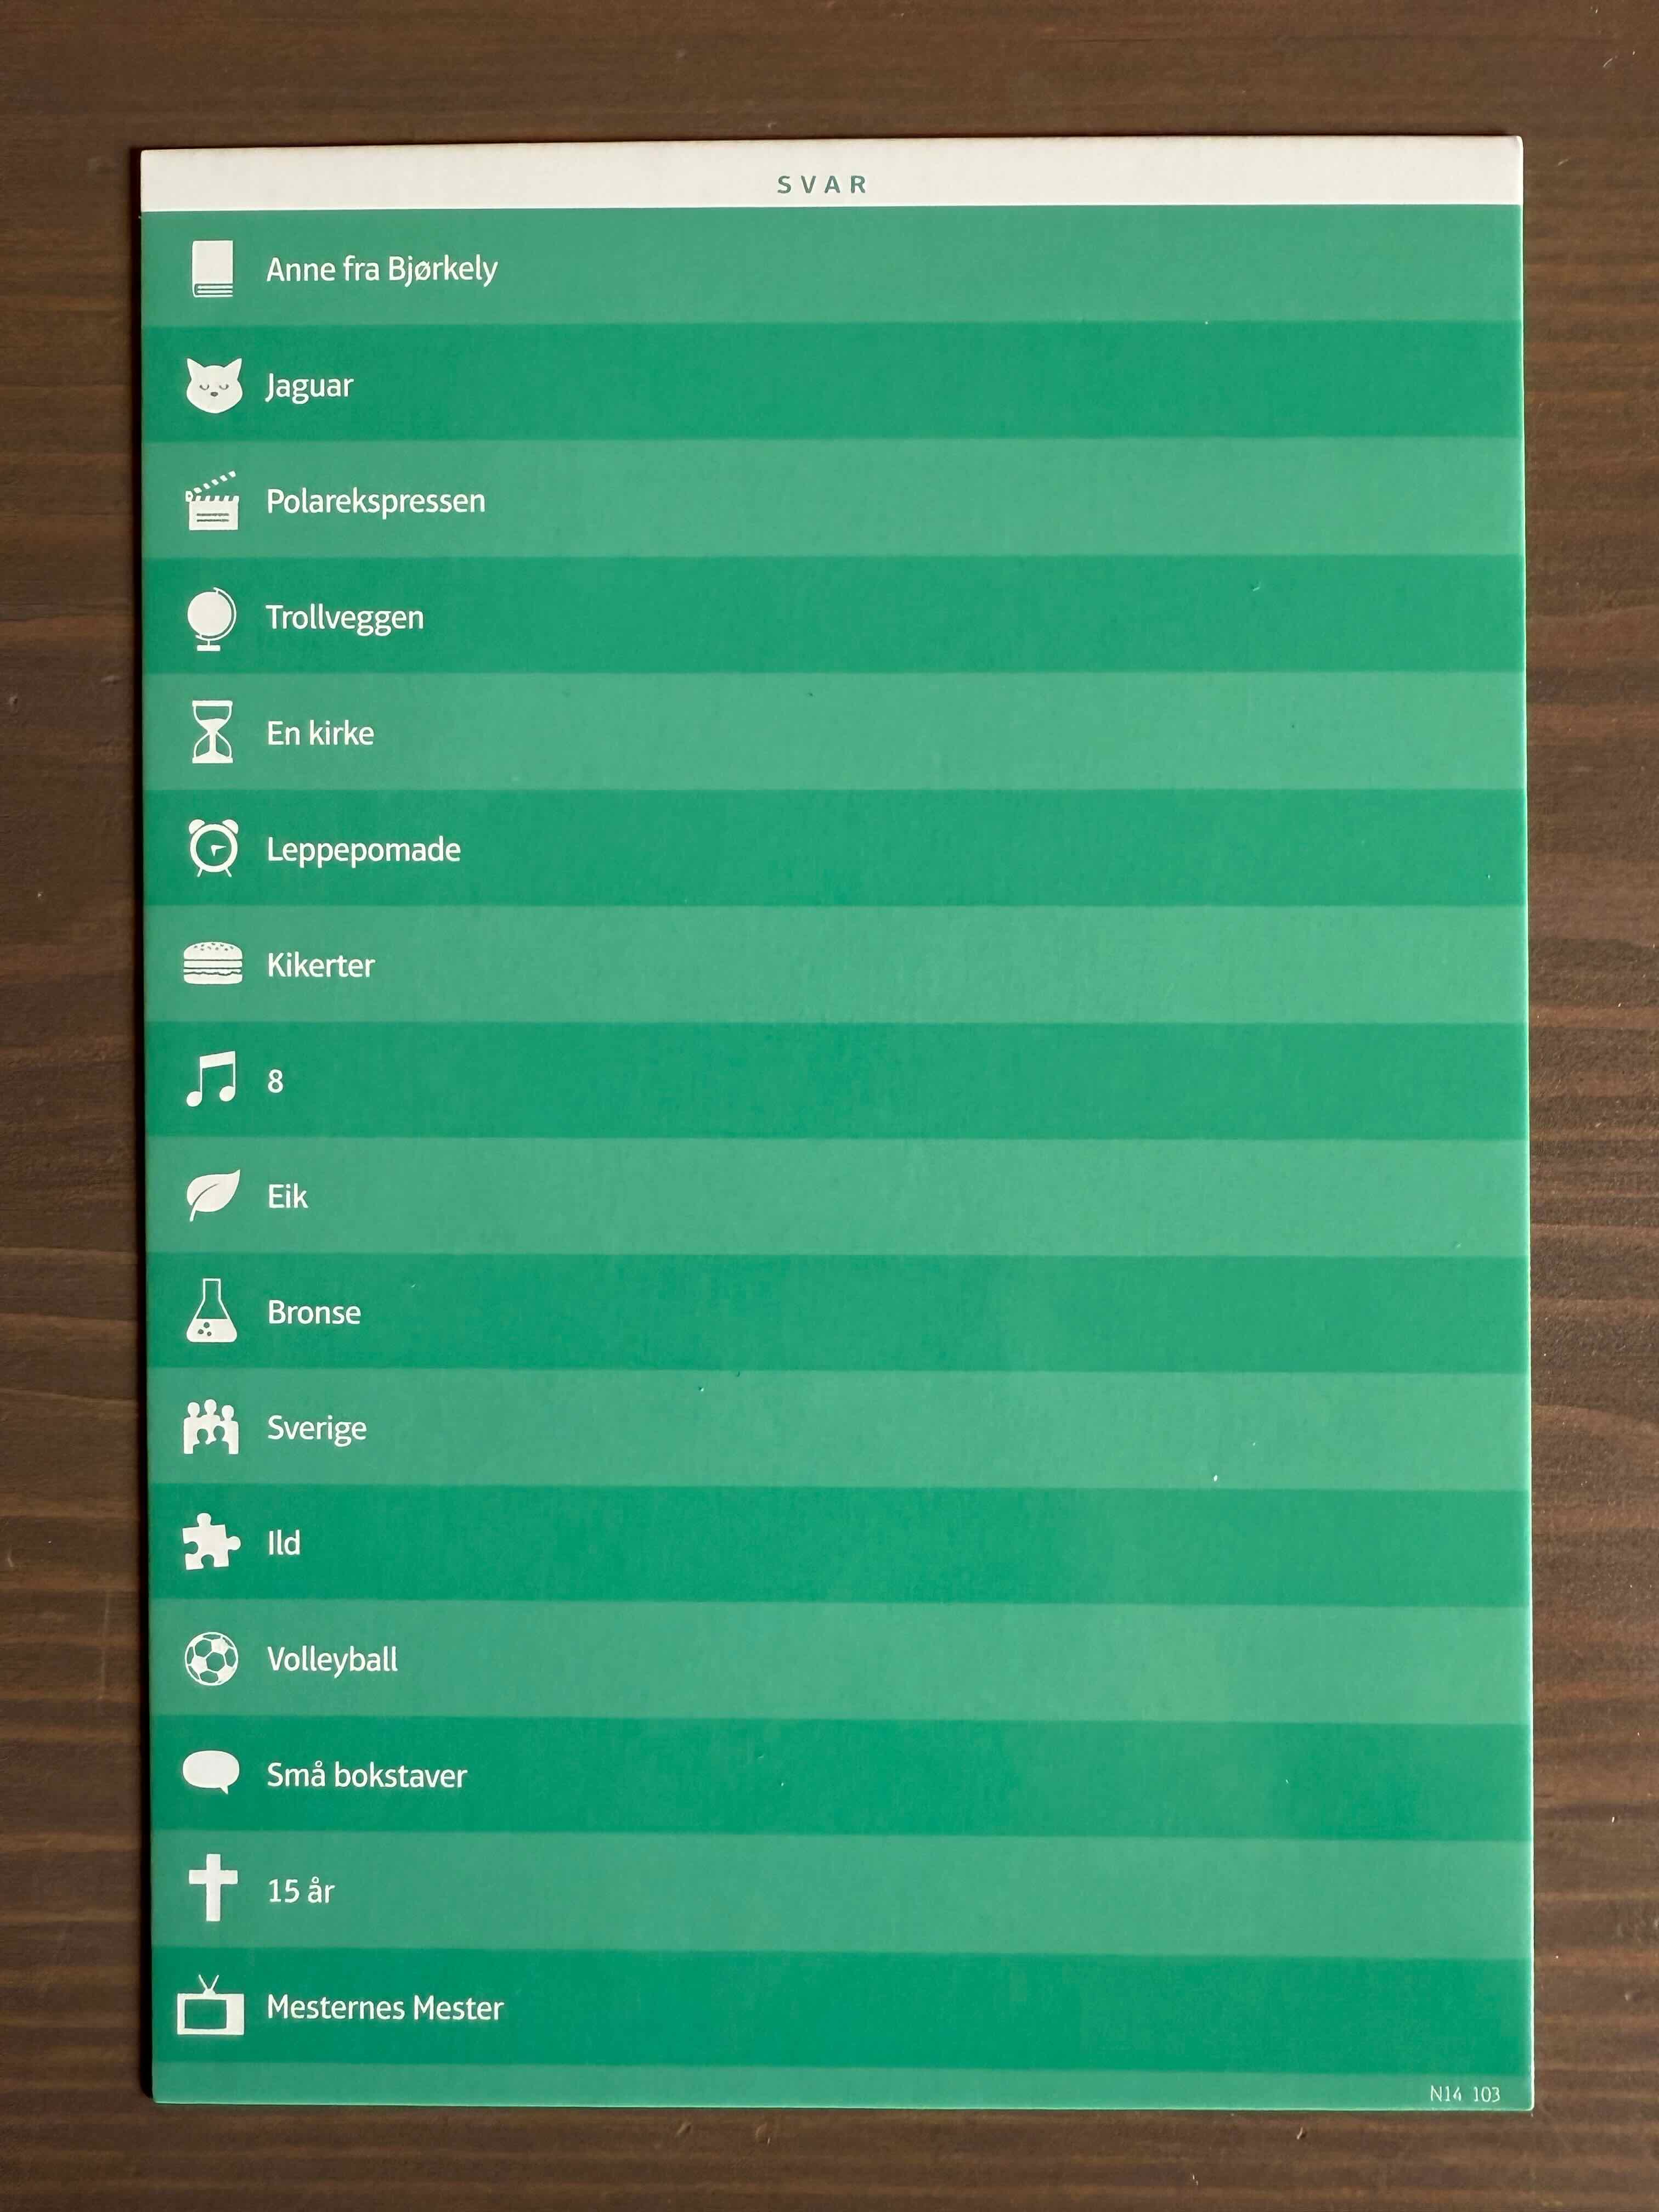 SVAR
Anne fra Bjørkely
Jaguar
Polarekspressen
Trollveggen
En kirke
Leppepomade
Kikerter
8
Eik
Bronse
Sverige
Ild
Volleyball
Små bokstaver
15 år
Mesternes Mester
N14 103